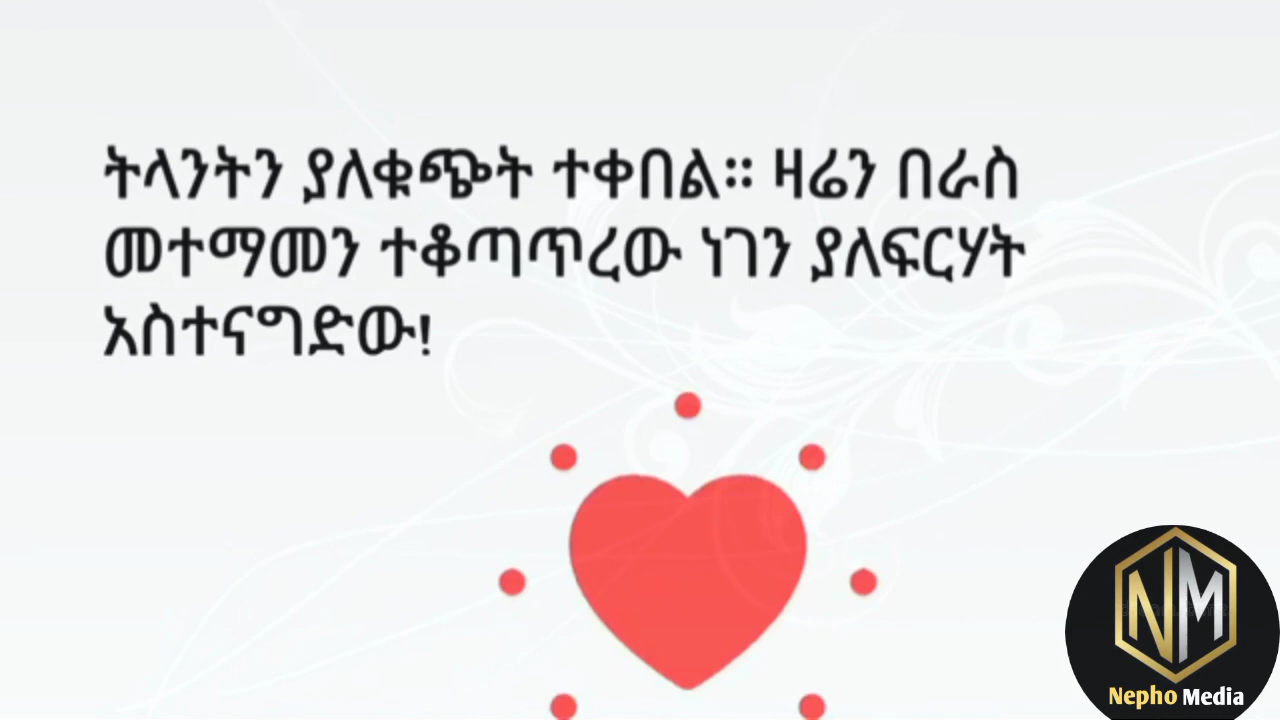 ትላንትን ያለቁጭት ተቀበል። ዛሬን በራስ
መተማመን ተቆጣጥረው ነገን ያለፍርሃት
አስተናግድው!
NM
Nepho Media